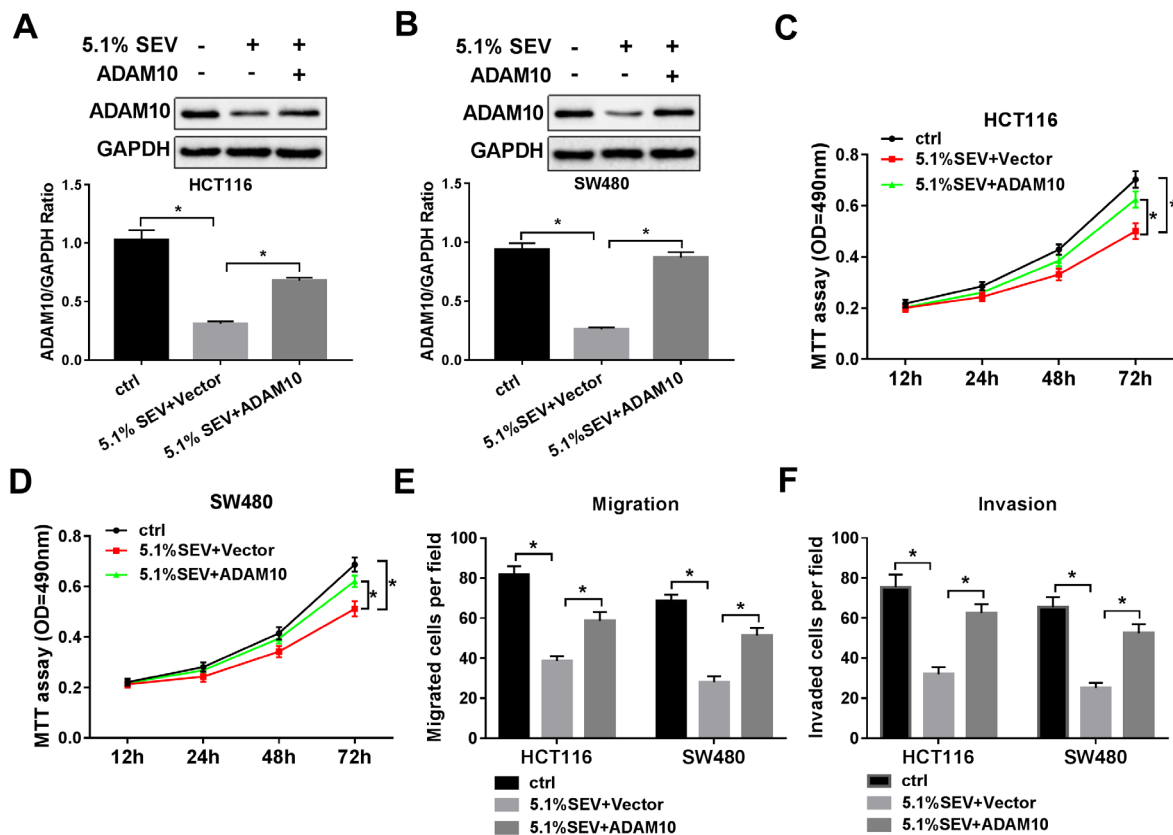 A
5.1% SEV - + +
ADAM10 - - +
ADAM10
GAPDH
HCT116
ADAM10/GAPDH Ratio
1.5
1.0
0.5
0.0
* *
ctrl
5.1% SEV+Vector
5.1% SEV+ADAM10
B
5.1% SEV - + +
ADAM10 - - +
ADAM10
GAPDH
SW480
ADAM10/GAPDH Ratio
1.5
1.0
0.5
0.0
* *
ctrl
5.1%SEV+Vector
5.1%SEV+ADAM10
C
HCT116
ctrl
5.1%SEV+Vector
5.1%SEV+ADAM10
MTT assay (OD=490nm)
0.8
0.6
0.4
0.2
0.0
* *
12h 24h 48h 72h
D
SW480
ctrl
5.1%SEV+Vector
5.1%SEV+ADAM10
MTT assay (OD=490nm)
0.8
0.6
0.4
0.2
0.0
* *
12h 24h 48h 72h
E
Migration
Migrated cells per field
100
80
60
40
20
0
* * * *
HCT116 SW480
ctrl
5.1%SEV+Vector
5.1%SEV+ADAM10
F
Invasion
Invaded cells per field
100
80
60
40
20
0
* * * *
HCT116 SW480
ctrl
5.1%SEV+Vector
5.1%SEV+ADAM10